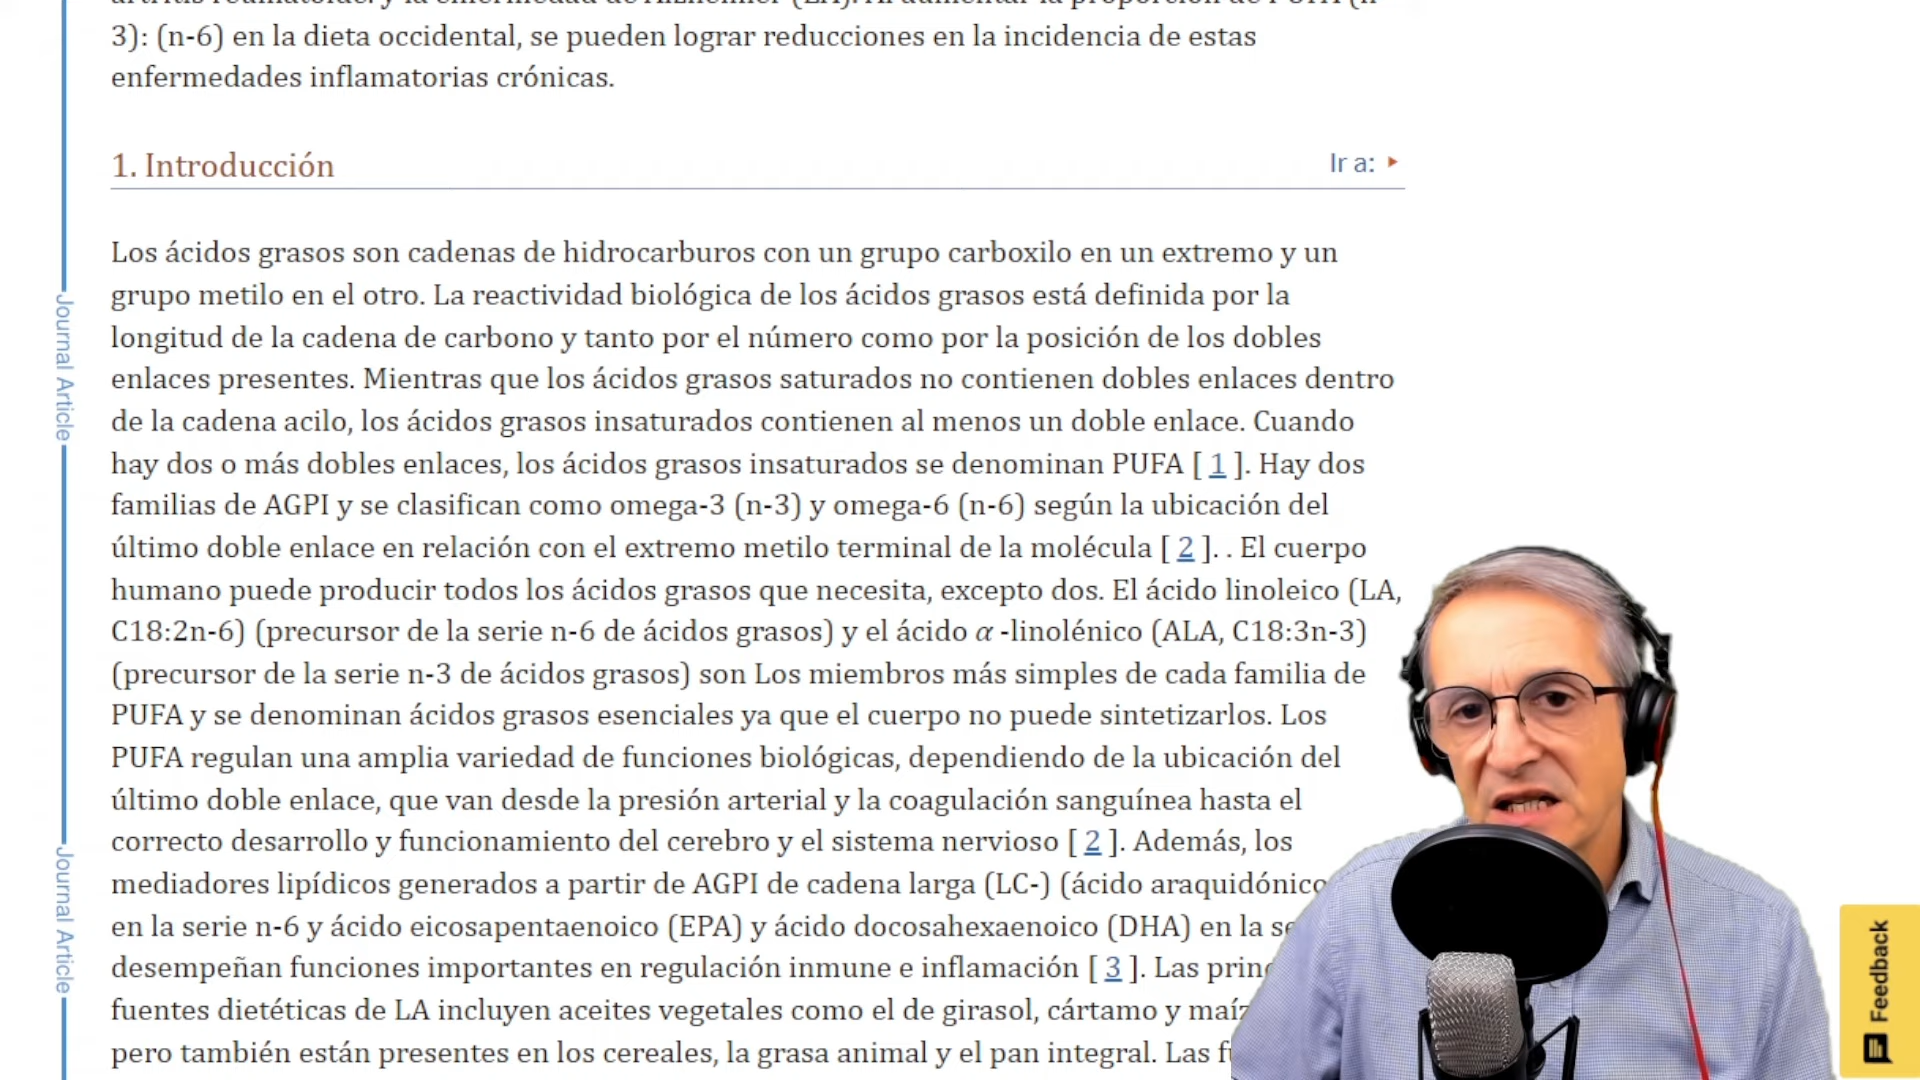 artritis reumatoide. y la enfermedad de Alzheimer (EA). Al aumentar la proporción de PUFA (n-
3): (n-6) en la dieta occidental, se pueden lograr reducciones en la incidencia de estas
enfermedades inflamatorias crónicas.
1. Introducción
Ir a:
Los ácidos grasos son cadenas de hidrocarburos con un grupo carboxilo en un extremo y un
grupo metilo en el otro. La reactividad biológica de los ácidos grasos está definida por la
longitud de la cadena de carbono y tanto por el número como por la posición de los dobles
enlaces presentes. Mientras que los ácidos grasos saturados no contienen dobles enlaces dentro
de la cadena acilo, los ácidos grasos insaturados contienen al menos un doble enlace. Cuando
hay dos o más dobles enlaces, los ácidos grasos insaturados se denominan PUFA [ 1 ]. Hay dos
familias de AGPI y se clasifican como omega-3 (n-3) y omega-6 (n-6) según la ubicación del
último doble enlace en relación con el extremo metilo terminal de la molécula [ 2 ]. . El cuerpo
humano puede producir todos los ácidos grasos que necesita, excepto dos. El ácido linoleico (LA,
C18:2n-6) (precursor de la serie n-6 de ácidos grasos) y el ácido α -linolénico (ALA, C18:3n-3)
(precursor de la serie n-3 de ácidos grasos) son Los miembros más simples de cada familia de
PUFA y se denominan ácidos grasos esenciales ya que el cuerpo no puede sintetizarlos. Los
PUFA regulan una amplia variedad de funciones biológicas, dependiendo de la ubicación del
último doble enlace, que van desde la presión arterial y la coagulación sanguínea hasta el
correcto desarrollo y funcionamiento del cerebro y el sistema nervioso [ 2 ]. Además, los
mediadores lipídicos generados a partir de AGPI de cadena larga (LC-) (ácido araquidónico
en la serie n-6 y ácido eicosapentaenoico (EPA) y ácido docosahexaenoico (DHA) en la
desempeñan funciones importantes en regulación inmune e inflamación [ 3 ]. Las
fuentes dietéticas de LA incluyen aceites vegetales como el de girasol, cártamo y maíz
pero también están presentes en los cereales, la grasa animal y el pan integral. Las
Journal Article
Journal Article
Feedback